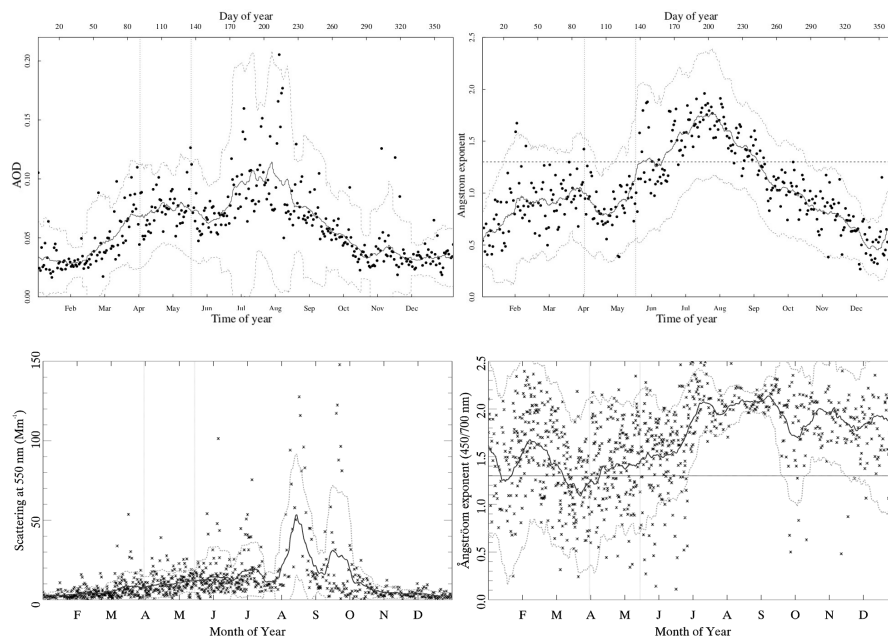 Day of year
20 50 80 110 140 170 200 230 260 290 320 350
AOD
0.00 0.05 0.10 0.15 0.20
Feb Mar Apr May Jun Jul Aug Sep Oct Nov Dec
Time of year
Day of year
20 50 80 110 140 170 200 230 260 290 320 350
Angstrom exponent
0.0 0.5 1.0 1.5 2.0 2.5
Feb Mar Apr May Jun Jul Aug Sep Oct Nov Dec
Time of year
Scattering at 550 nm (Mm⁻¹)
0 50 100 150
F M A M J J A S O N D
Month of Year
Ångströom exponent (450/700 nm)
0.0 0.5 1.0 1.5 2.0 2.5
F M A M J J A S O N D
Month of Year